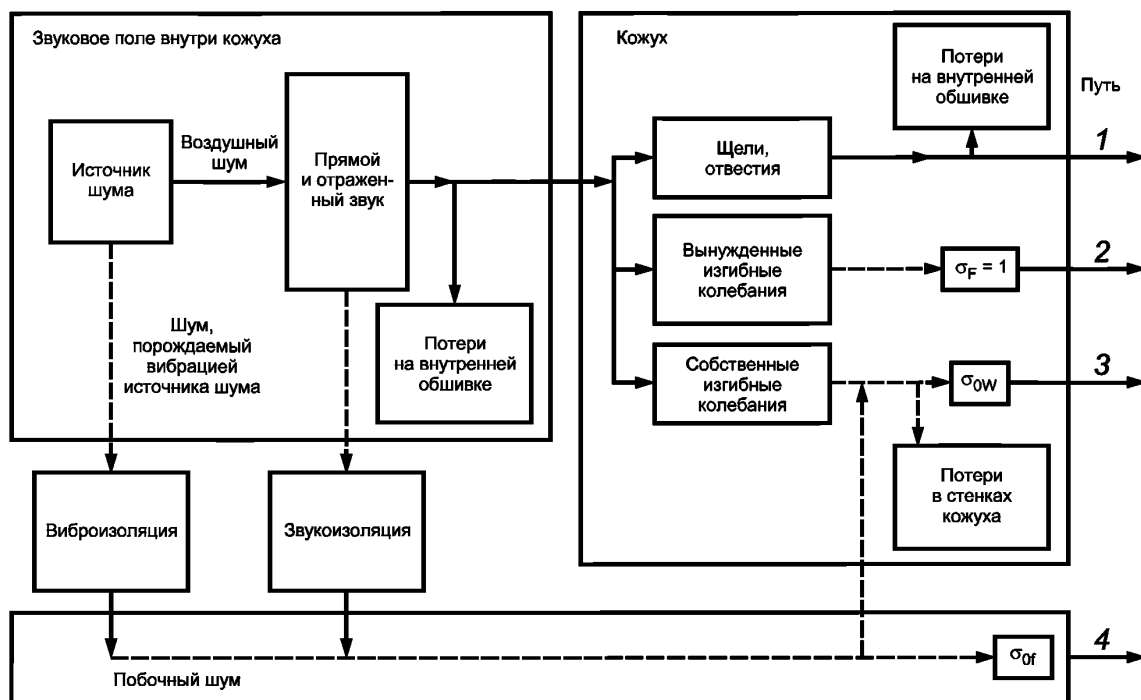 Звуковое поле внутри кожуха
Источник
шума
Воздушный
шум
Прямой
и отражен-
ный звук
Шум,
порождаемый
вибрацией
источника шума
Потери
на внутренней
обшивке
Кожух
Потери
на внутренней
обшивке
Путь
Щели,
отвестия
1
Вынужденные
изгибные
колебания
σF = 1
2
Собственные
изгибные
колебания
σ0W
3
Потери
в стенках
кожуха
Виброизоляция
Звукоизоляция
Побочный шум
σ0f
4